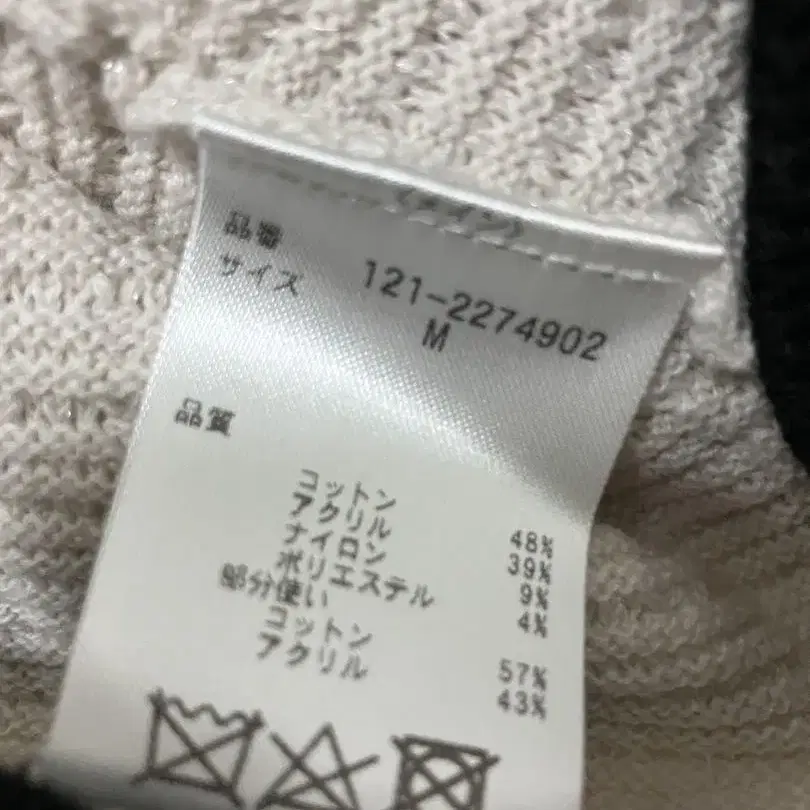 品番 121-2274902
サイズ M
品質
コットン 48%
アクリル 39%
ナイロン 9%
ポリエステル 4%
部分使い
コットン 57%
アクリル 43%